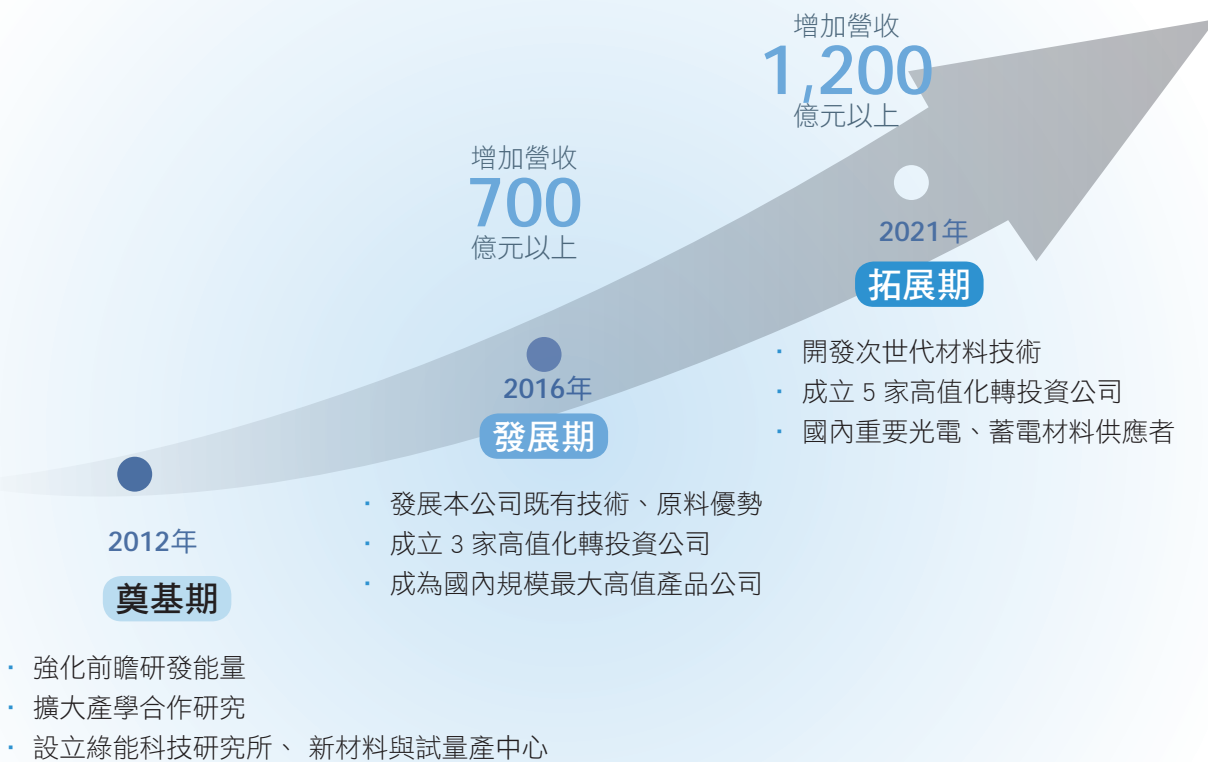 增加營收
1,200
億元以上
增加營收
700
億元以上
2021年
拓展期
· 開發次世代材料技術
· 成立 5 家高值化轉投資公司
· 國內重要光電、蓄電材料供應者
2016年
發展期
· 發展本公司既有技術、原料優勢
· 成立 3 家高值化轉投資公司
· 成為國內規模最大高值產品公司
2012年
奠基期
· 強化前瞻研發能量
· 擴大產學合作研究
· 設立綠能科技研究所、 新材料與試量產中心